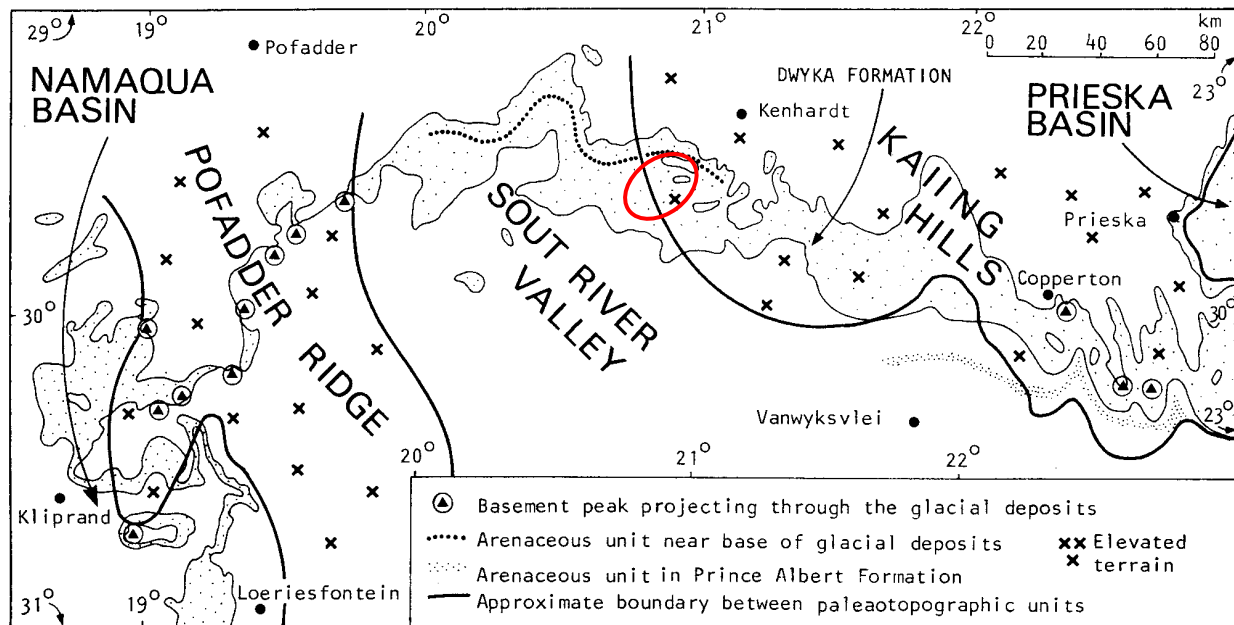 29°
19°
20°
21°
22°
km
0 20 40 60 80
Pofadder
NAMAQUA
BASIN
DWYKA FORMATION
23°
PRIESKA
BASIN
Kenhardt
KAIING
HILLS
POFADDER
RIDGE
SOUT RIVER
VALLEY
Prieska
Copperton
30°
30°
Vanwyksvlei
23°
20°
21°
22°
Kliprand
Loeriesfontein
31°
19°
Basement peak projecting through the glacial deposits
Arenaceous unit near base of glacial deposits
Elevated
terrain
Arenaceous unit in Prince Albert Formation
Approximate boundary between paleaotopographic units